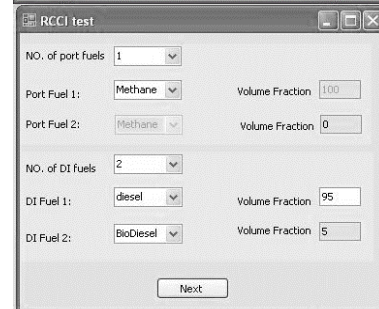 RCCI test
NO. of port fuels 1
Port Fuel 1: Methane Volume Fraction 100
Port Fuel 2: Methane Volume Fraction 0
NO. of DI fuels 2
DI Fuel 1: diesel Volume Fraction 95
DI Fuel 2: BioDiesel Volume Fraction 5
Next